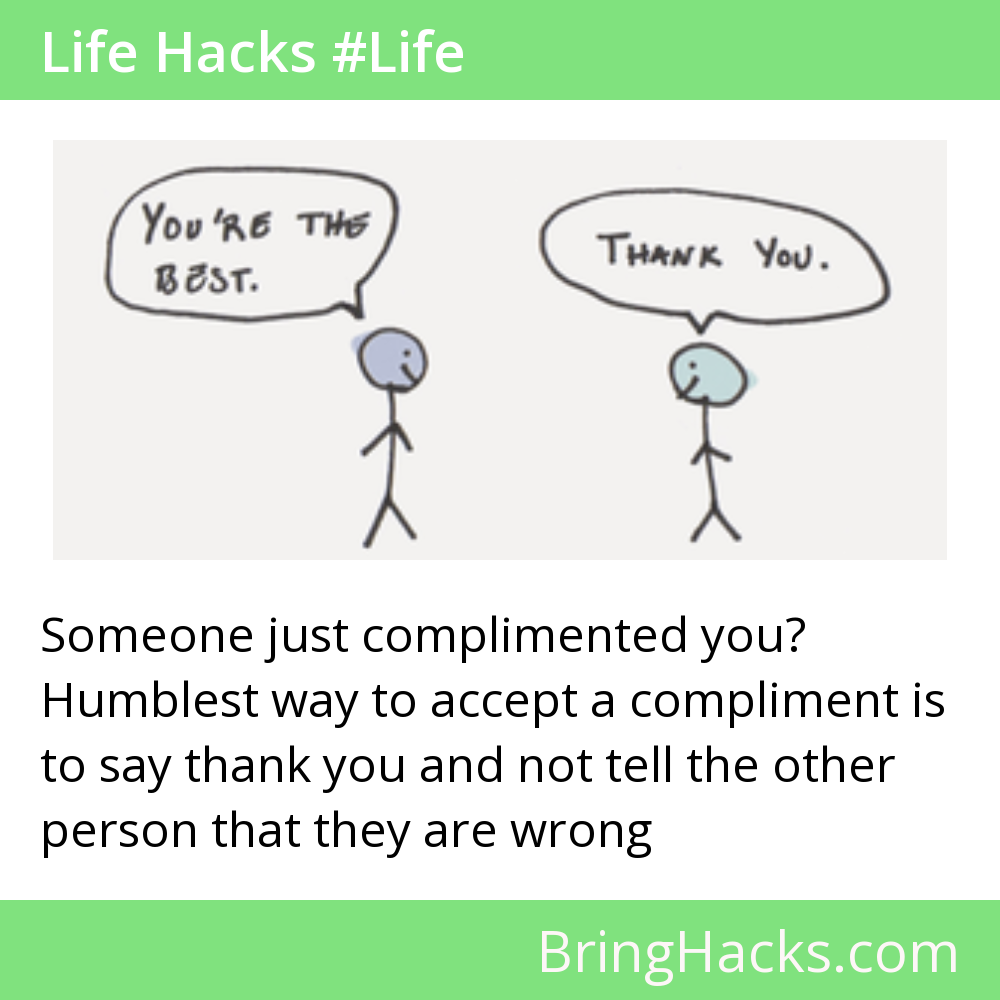 Life Hacks #Life
YOU'RE THE
BEST.
THANK YOU.
Someone just complimented you?
Humblest way to accept a compliment is
to say thank you and not tell the other
person that they are wrong
BringHacks.com